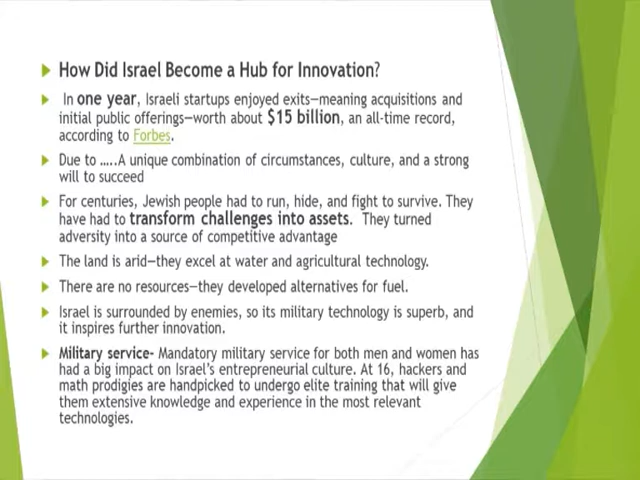 How Did Israel Become a Hub for Innovation?
In one year, Israeli startups enjoyed exits—meaning acquisitions and
initial public offerings—worth about $15 billion, an all-time record,
according to Forbes.
Due to …..A unique combination of circumstances, culture, and a strong
will to succeed
For centuries, Jewish people had to run, hide, and fight to survive. They
have had to transform challenges into assets. They turned
adversity into a source of competitive advantage
The land is arid—they excel at water and agricultural technology.
There are no resources—they developed alternatives for fuel.
Israel is surrounded by enemies, so its military technology is superb, and
it inspires further innovation.
Military service- Mandatory military service for both men and women has
had a big impact on Israel's entrepreneurial culture. At 16, hackers and
math prodigies are handpicked to undergo elite training that will give
them extensive knowledge and experience in the most relevant
technologies.